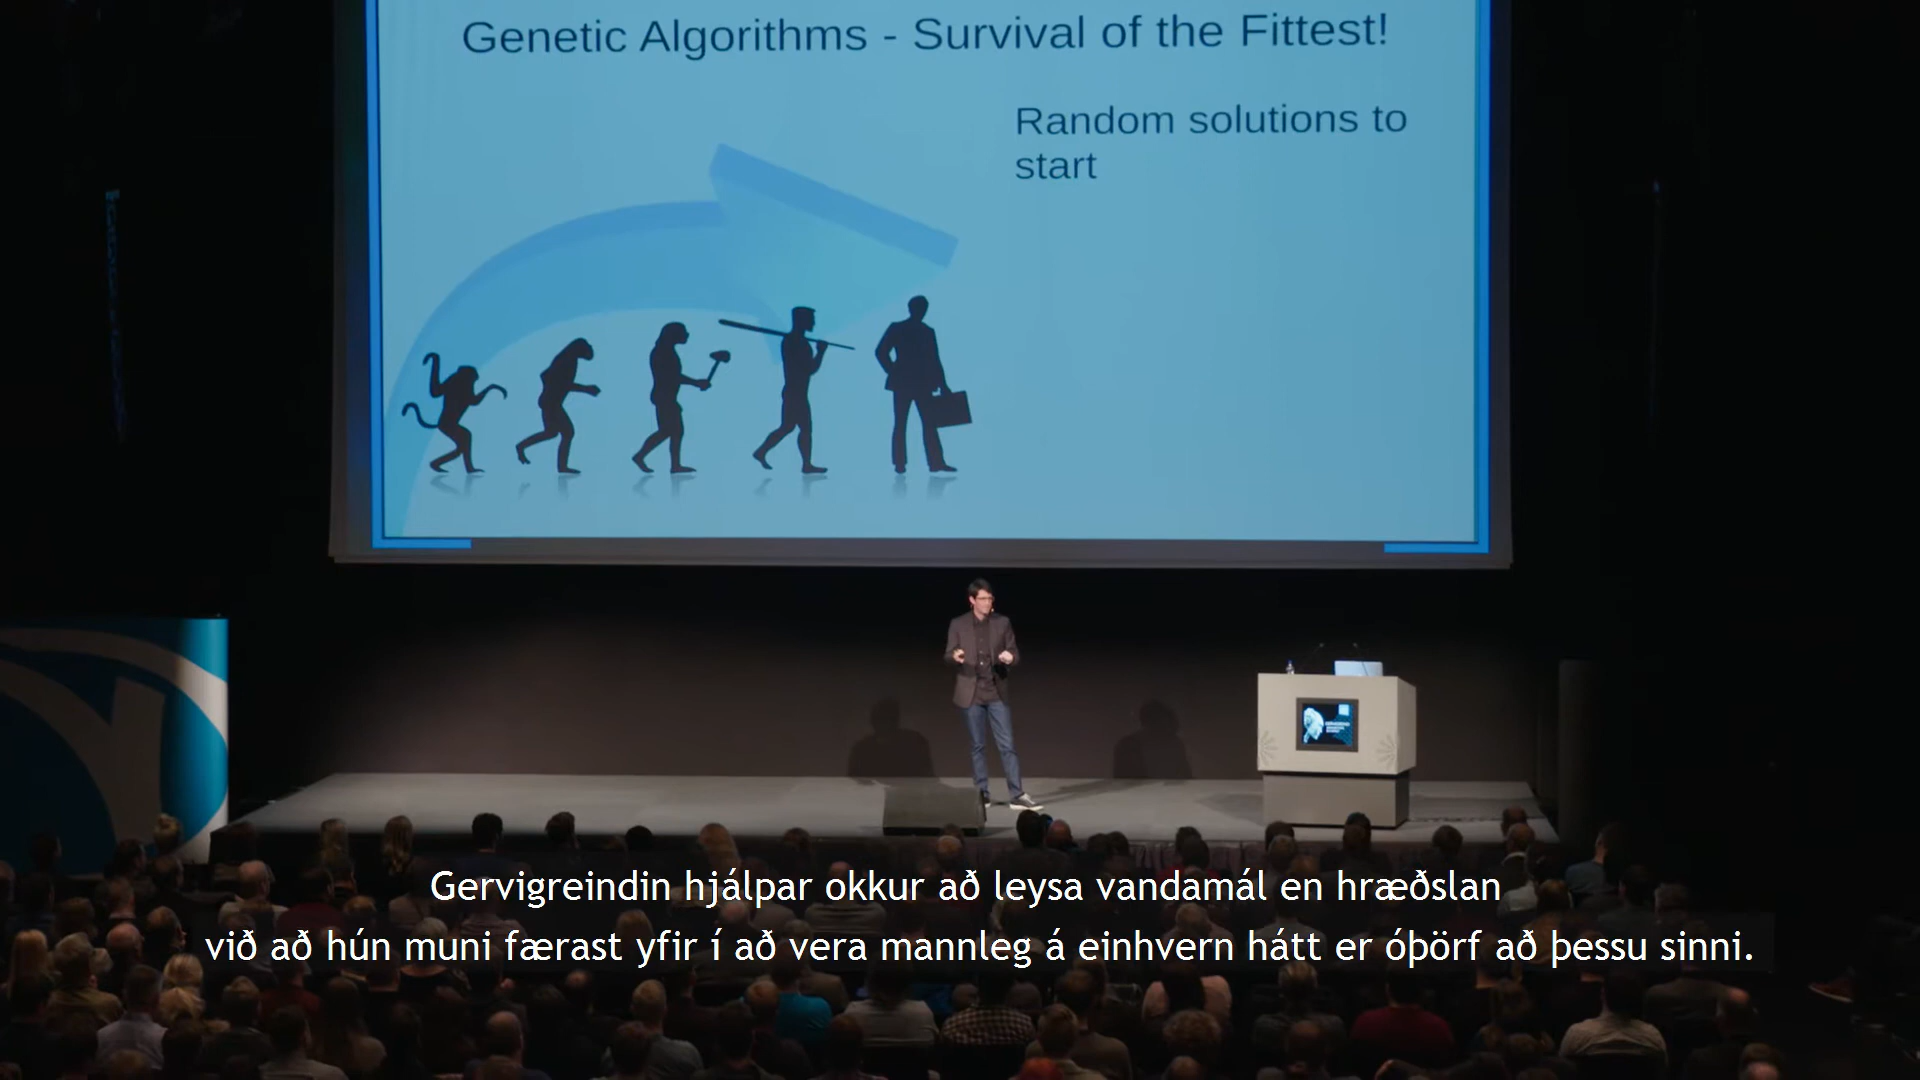 Genetic Algorithms - Survival of the Fittest!
Random solutions to
start
Gervigreindin hjálpar okkur að leysa vandamál en hræðslan
við að hún muni færast yfir í að vera mannleg á einhvern hátt er óþörf að þessu sinni.